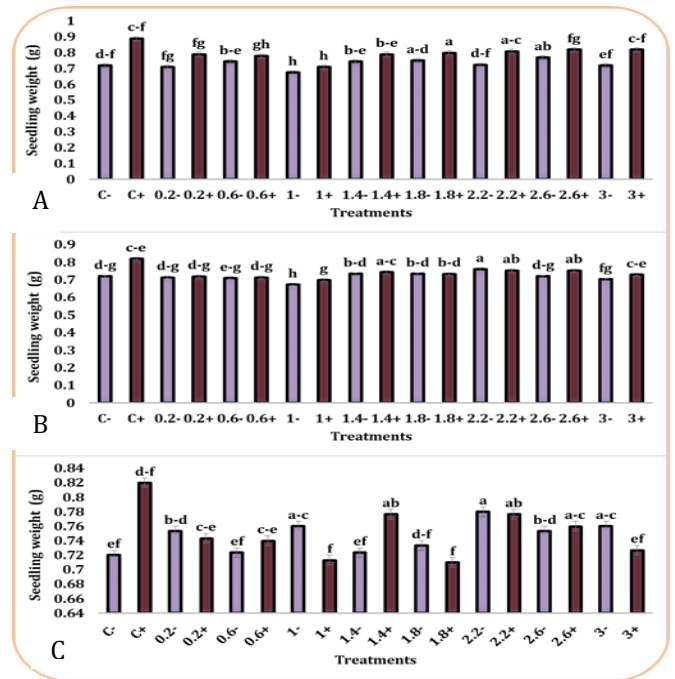 1
0.9
0.8
0.7
0.6
0.5
0.4
0.3
0.2
0.1
0
Seedling weight (g)
d-f c-f fg fg b-e gh h h b-e b-e a-d a d-f a-c ab fg ef c-f
C- C+ 0.2- 0.2+ 0.6- 0.6+ 1- 1+ 1.4- 1.4+ 1.8- 1.8+ 2.2- 2.2+ 2.6- 2.6+ 3- 3+
Treatments
A
0.9
0.8
0.7
0.6
0.5
0.4
0.3
0.2
0.1
0
Seedling weight (g)
d-g c-e d-g d-g e-g d-g h g b-d a-c b-d b-d a ab d-g ab fg c-e
C- C+ 0.2- 0.2+ 0.6- 0.6+ 1- 1+ 1.4- 1.4+ 1.8- 1.8+ 2.2- 2.2+ 2.6- 2.6+ 3- 3+
Treatments
B
0.84
0.82
0.8
0.78
0.76
0.74
0.72
0.7
0.68
0.66
0.64
Seedling weight (g)
ef d-f b-d c-e ef c-e a-c f ef ab d-f f a ab b-d a-c a-c ef
C- C+ 0.2- 0.2+ 0.6- 0.6+ 1- 1+ 1.4- 1.4+ 1.8- 1.8+ 2.2- 2.2+ 2.6- 2.6+ 3- 3+
Treatments
C